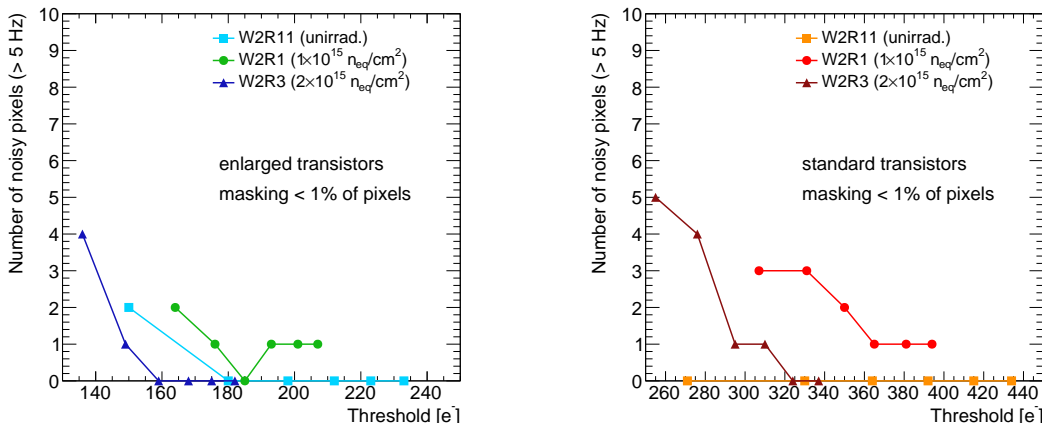 Number of noisy pixels (> 5 Hz)
10
9
8
7
6
5
4
3
2
1
0
W2R11 (unirrad.)
W2R1 (1×10¹⁵ n_eq/cm²)
W2R3 (2×10¹⁵ n_eq/cm²)
enlarged transistors
masking < 1% of pixels
140 160 180 200 220 240
Threshold [e⁻]
Number of noisy pixels (> 5 Hz)
10
9
8
7
6
5
4
3
2
1
0
W2R11 (unirrad.)
W2R1 (1×10¹⁵ n_eq/cm²)
W2R3 (2×10¹⁵ n_eq/cm²)
standard transistors
masking < 1% of pixels
260 280 300 320 340 360 380 400 420 440
Threshold [e⁻]